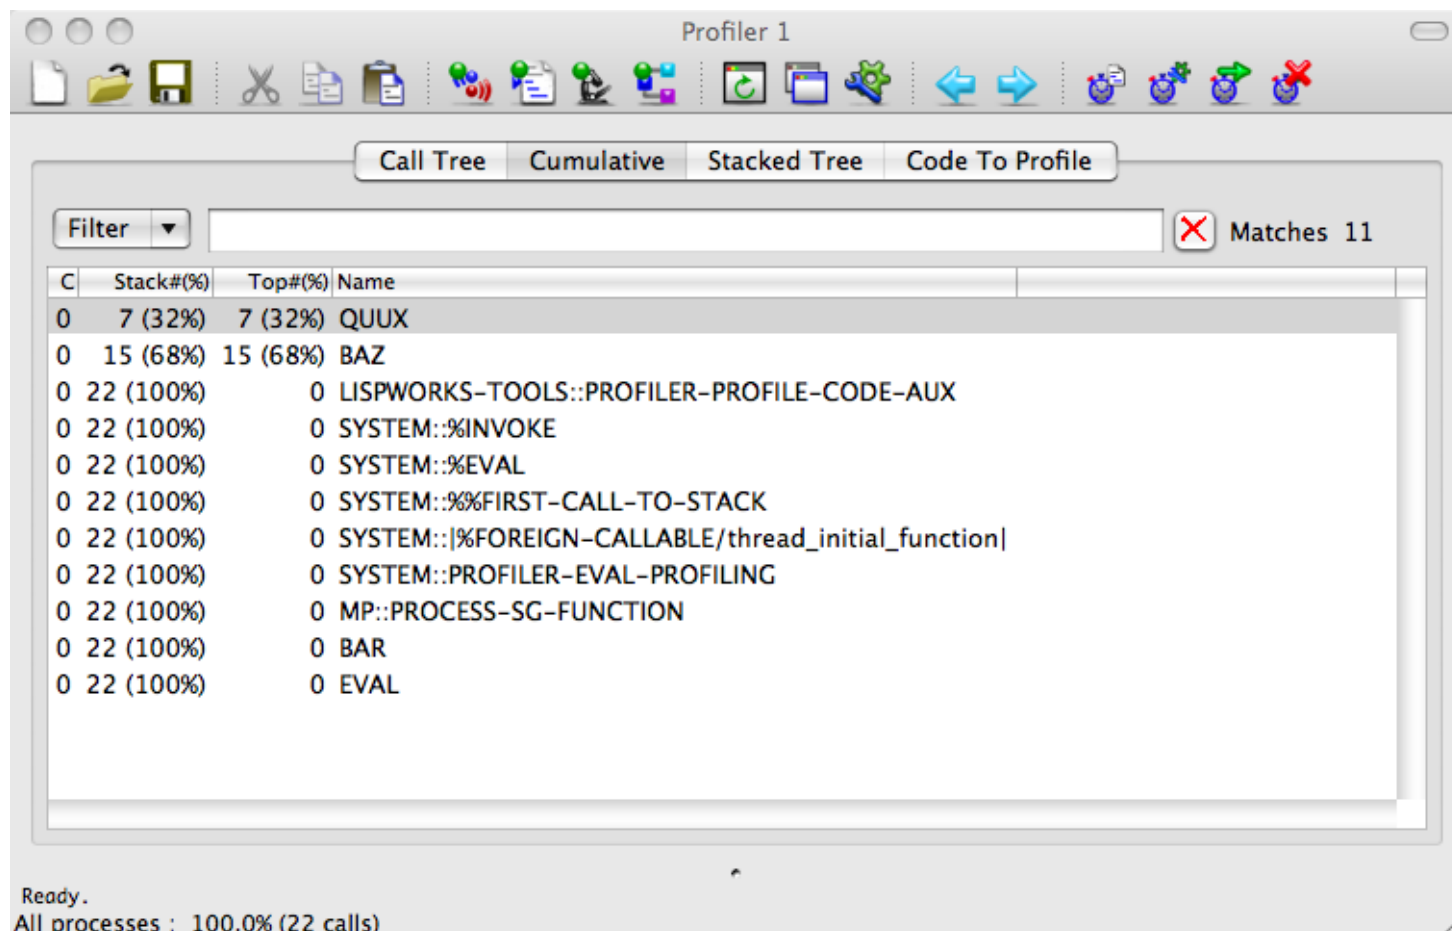 Profiler 1
Call Tree Cumulative Stacked Tree Code To Profile
Filter Matches 11
C Stack#(%) Top#(%) Name
0 7 (32%) 7 (32%) QUUX
0 15 (68%) 15 (68%) BAZ
0 22 (100%) 0 LISPWORKS-TOOLS::PROFILER-PROFILE-CODE-AUX
0 22 (100%) 0 SYSTEM::%INVOKE
0 22 (100%) 0 SYSTEM::%EVAL
0 22 (100%) 0 SYSTEM::%%FIRST-CALL-TO-STACK
0 22 (100%) 0 SYSTEM::|%FOREIGN-CALLABLE/thread_initial_function|
0 22 (100%) 0 SYSTEM::PROFILER-EVAL-PROFILING
0 22 (100%) 0 MP::PROCESS-SG-FUNCTION
0 22 (100%) 0 BAR
0 22 (100%) 0 EVAL
Ready.
All processes : 100.0% (22 calls)